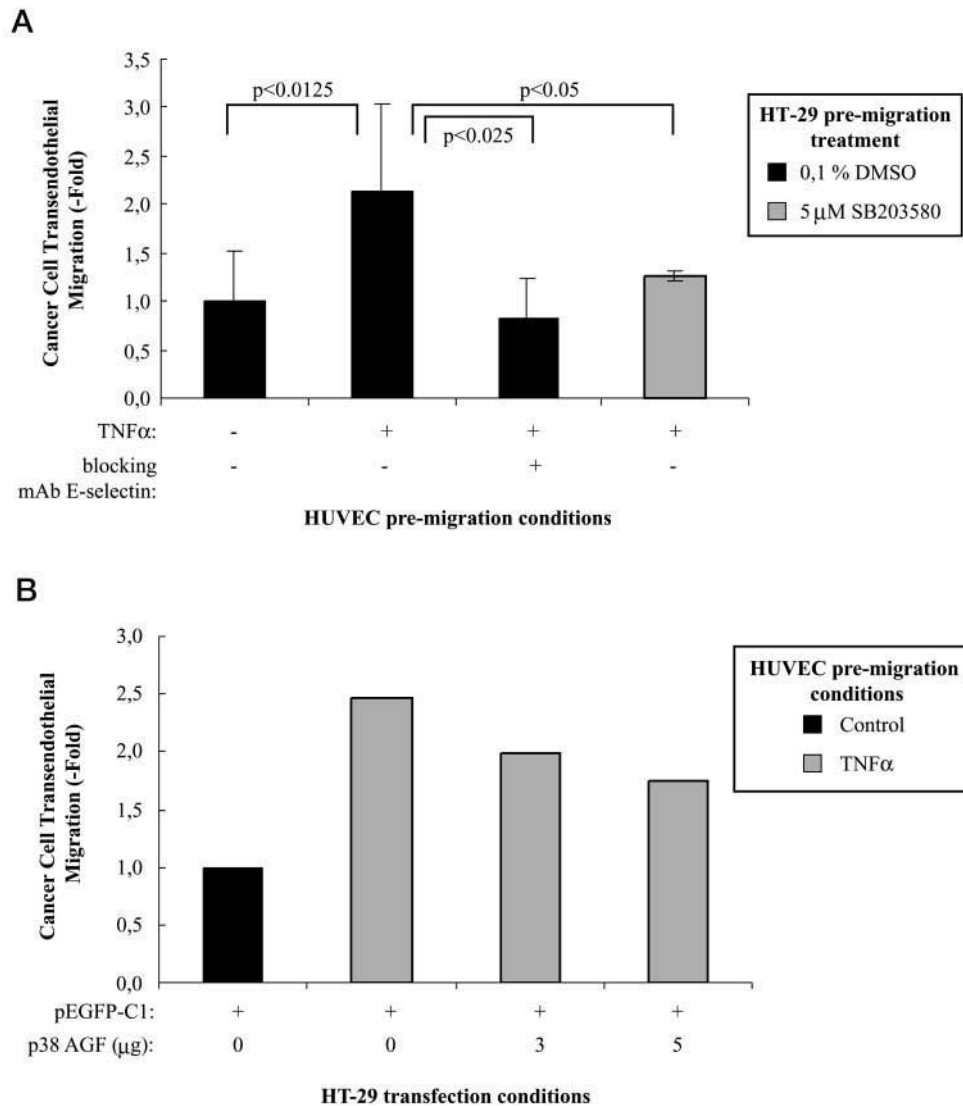 A
3,5
3,0
2,5
2,0
1,5
1,0
0,5
0,0
Cancer Cell Transendothelial
Migration (-Fold)
p<0.0125
p<0.05
p<0.025
HT-29 pre-migration
treatment
0,1 % DMSO
5 μM SB203580
TNFα: - + + +
blocking - - + -
mAb E-selectin:
HUVEC pre-migration conditions
B
3,0
2,5
2,0
1,5
1,0
0,5
0,0
Cancer Cell Transendothelial
Migration (-Fold)
HUVEC pre-migration
conditions
Control
TNFα
pEGFP-C1: + + + +
p38 AGF (μg): 0 0 3 5
HT-29 transfection conditions